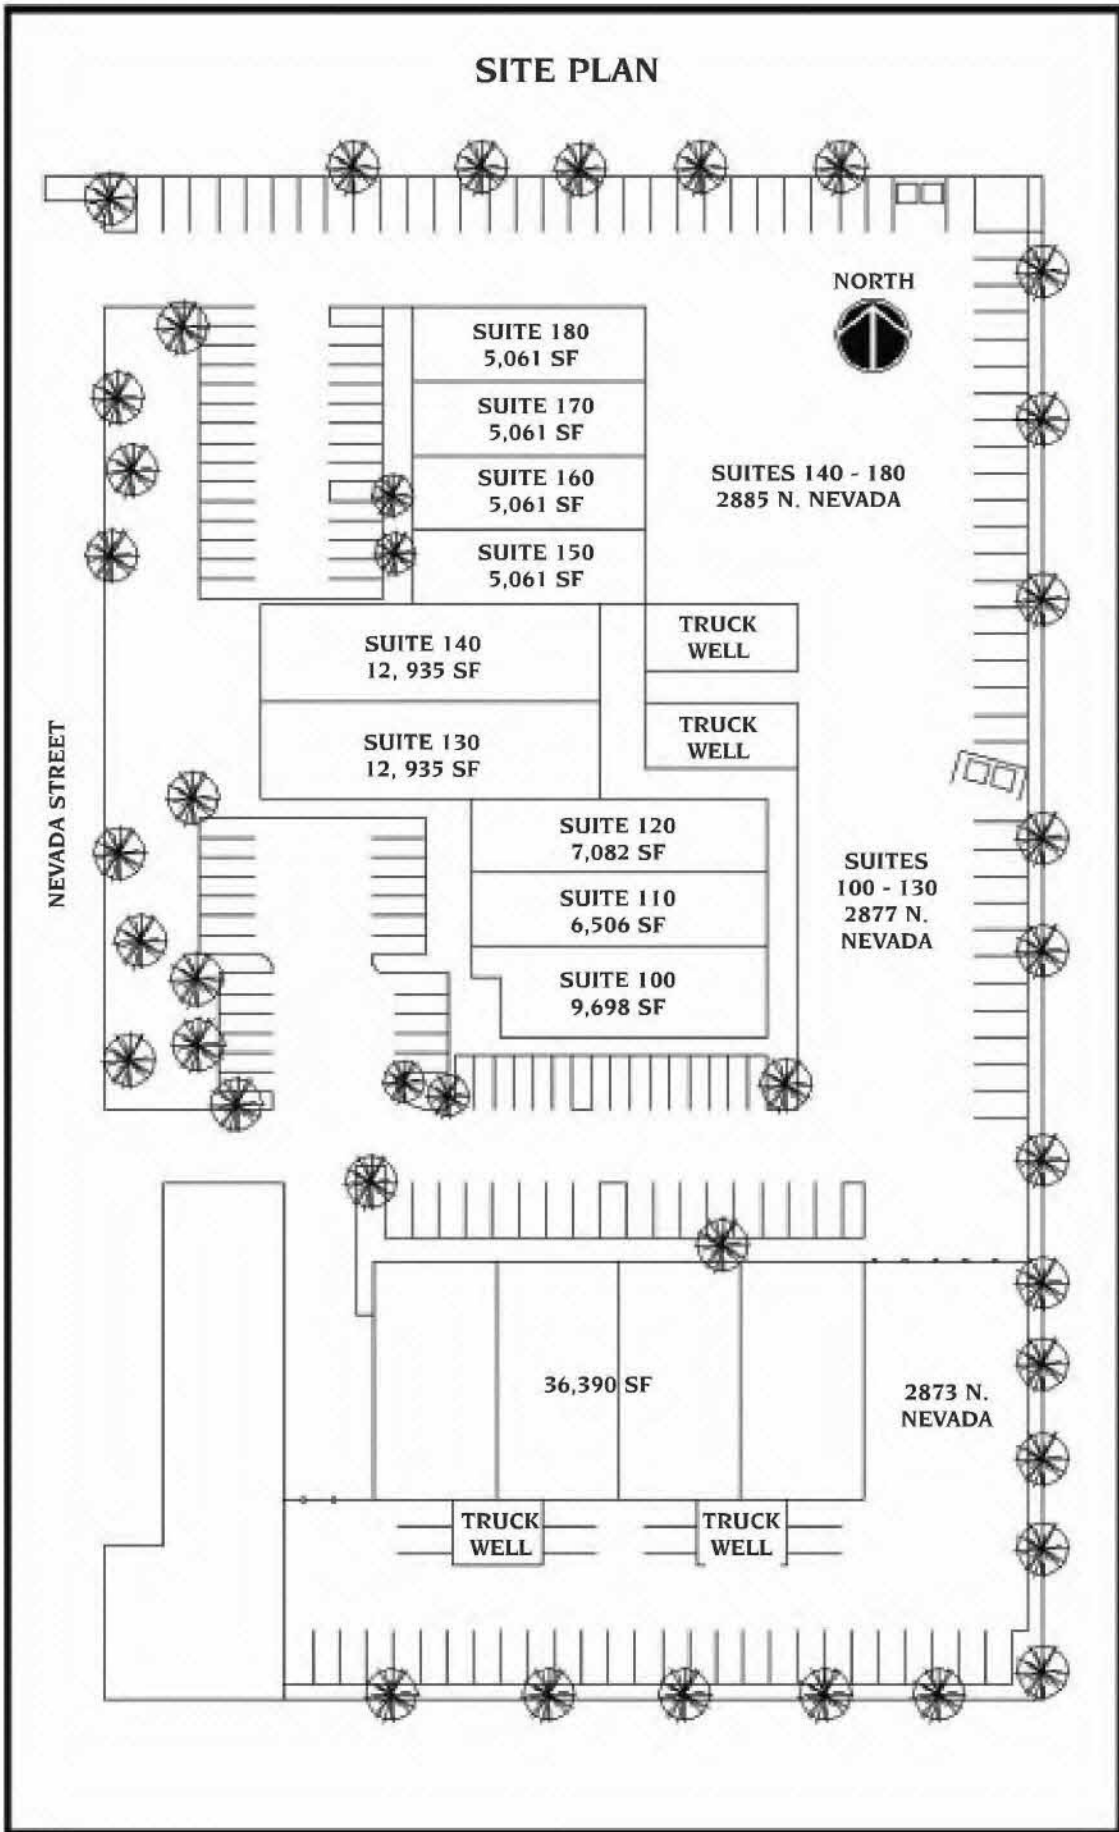 SITE PLAN
NORTH
SUITE 180
5,061 SF
SUITE 170
5,061 SF
SUITE 160
5,061 SF
SUITE 150
5,061 SF
SUITES 140 - 180
2885 N. NEVADA
SUITE 140
12, 935 SF
TRUCK
WELL
SUITE 130
12, 935 SF
TRUCK
WELL
NEVADA STREET
SUITE 120
7,082 SF
SUITE 110
6,506 SF
SUITE 100
9,698 SF
SUITES
100 - 130
2877 N.
NEVADA
36,390 SF
2873 N.
NEVADA
TRUCK
WELL
TRUCK
WELL